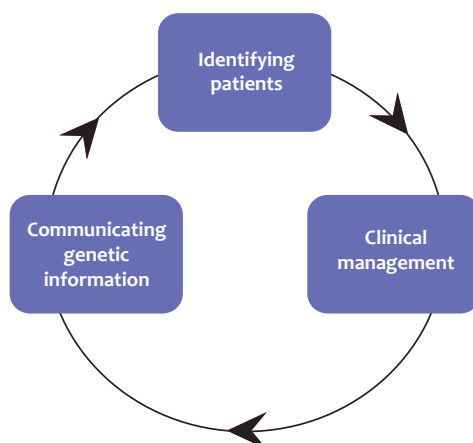 Identifying
patients
Communicating
genetic
information
Clinical
management